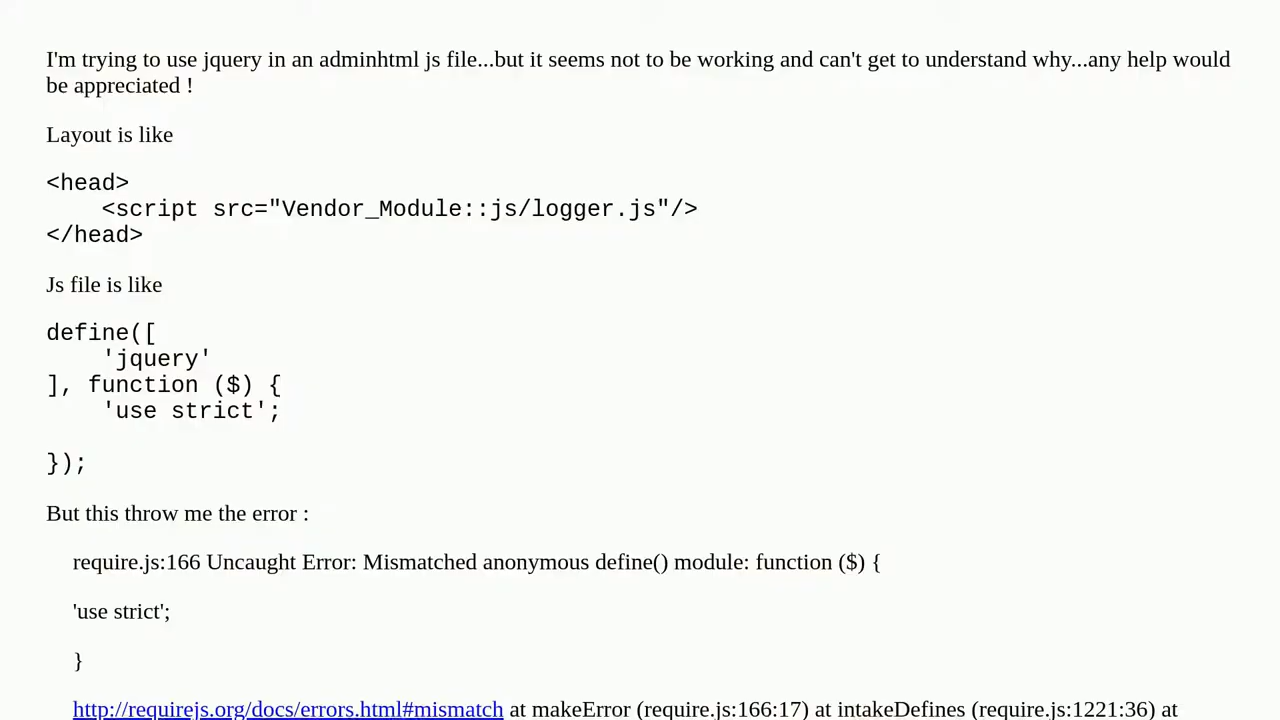 I'm trying to use jquery in an adminhtml js file...but it seems not to be working and can't get to understand why...any help would
be appreciated !
Layout is like
<head>
    <script src="Vendor_Module::js/logger.js"/>
</head>
Js file is like
define([
    'jquery'
], function ($) {
    'use strict';
});
But this throw me the error :
require.js:166 Uncaught Error: Mismatched anonymous define() module: function ($) {
'use strict';
}
http://requirejs.org/docs/errors.html#mismatch at makeError (require.js:166:17) at intakeDefines (require.js:1221:36) at